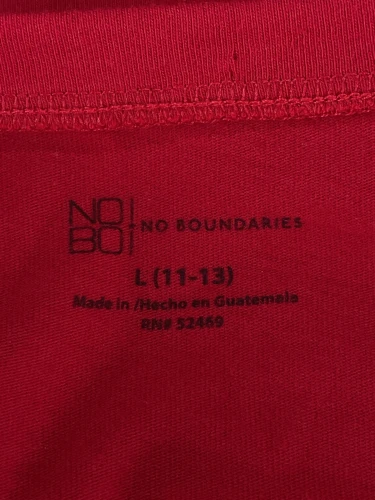 NO
BO
NO BOUNDARIES
L (11-13)
Made in /Hecho en Guatemala
RN# 52469